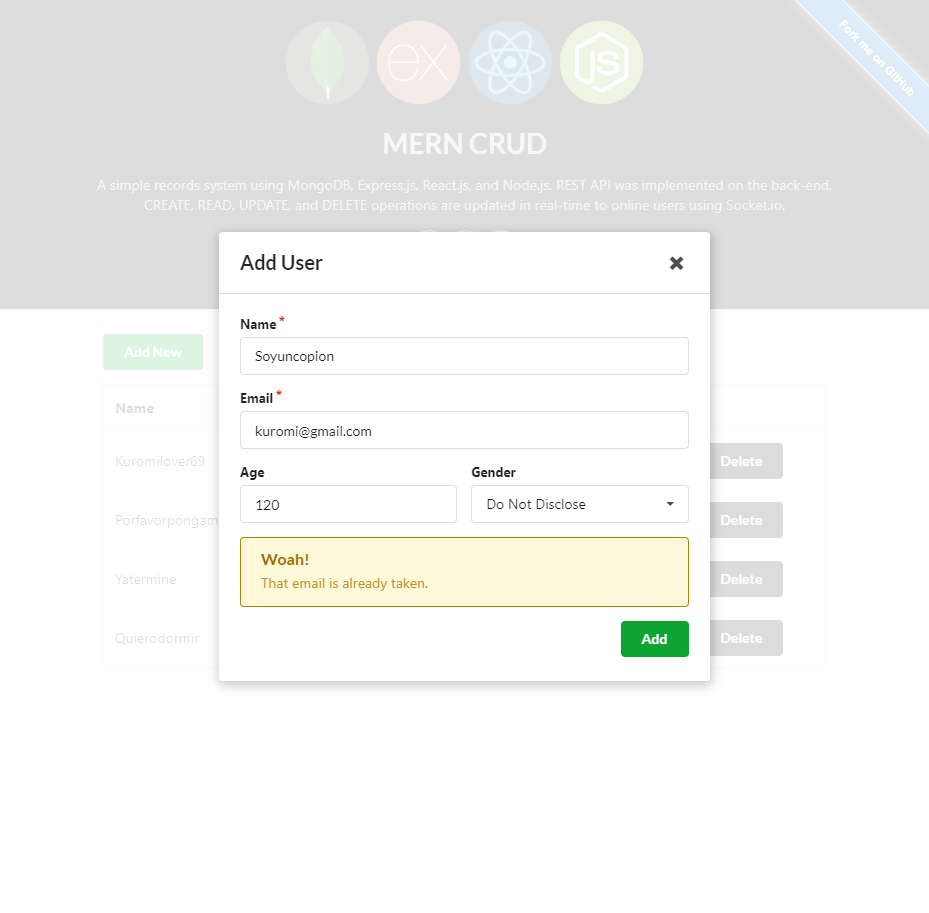 ex
JS
Fork me on GitHub
MERN CRUD
A simple records system using MongoDB, Express.js, React.js, and Node.js. REST API was implemented on the back-end.
CREATE, READ, UPDATE, and DELETE operations are updated in real-time to online users using Socket.io.
Add User
Name *
Soyuncopion
Email *
kuromi@gmail.com
Age Gender
120 Do Not Disclose
Woah!
That email is already taken.
Add
Add New
Name
Kuromilover69 Delete
Porfavorpongam Delete
Yatermine Delete
Quierodormir Delete